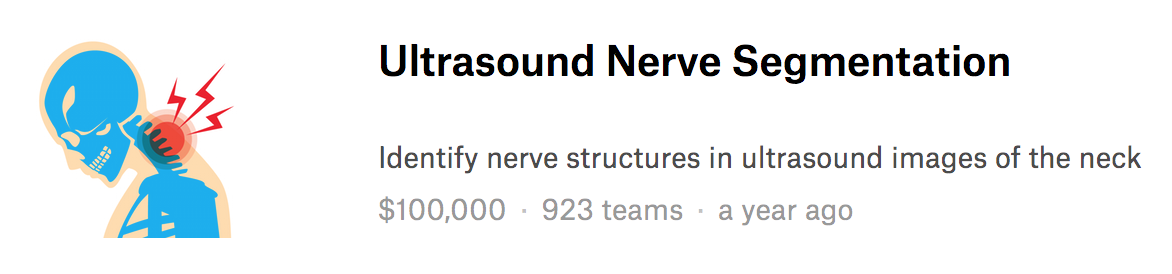 Ultrasound Nerve Segmentation
Identify nerve structures in ultrasound images of the neck
$100,000 · 923 teams · a year ago